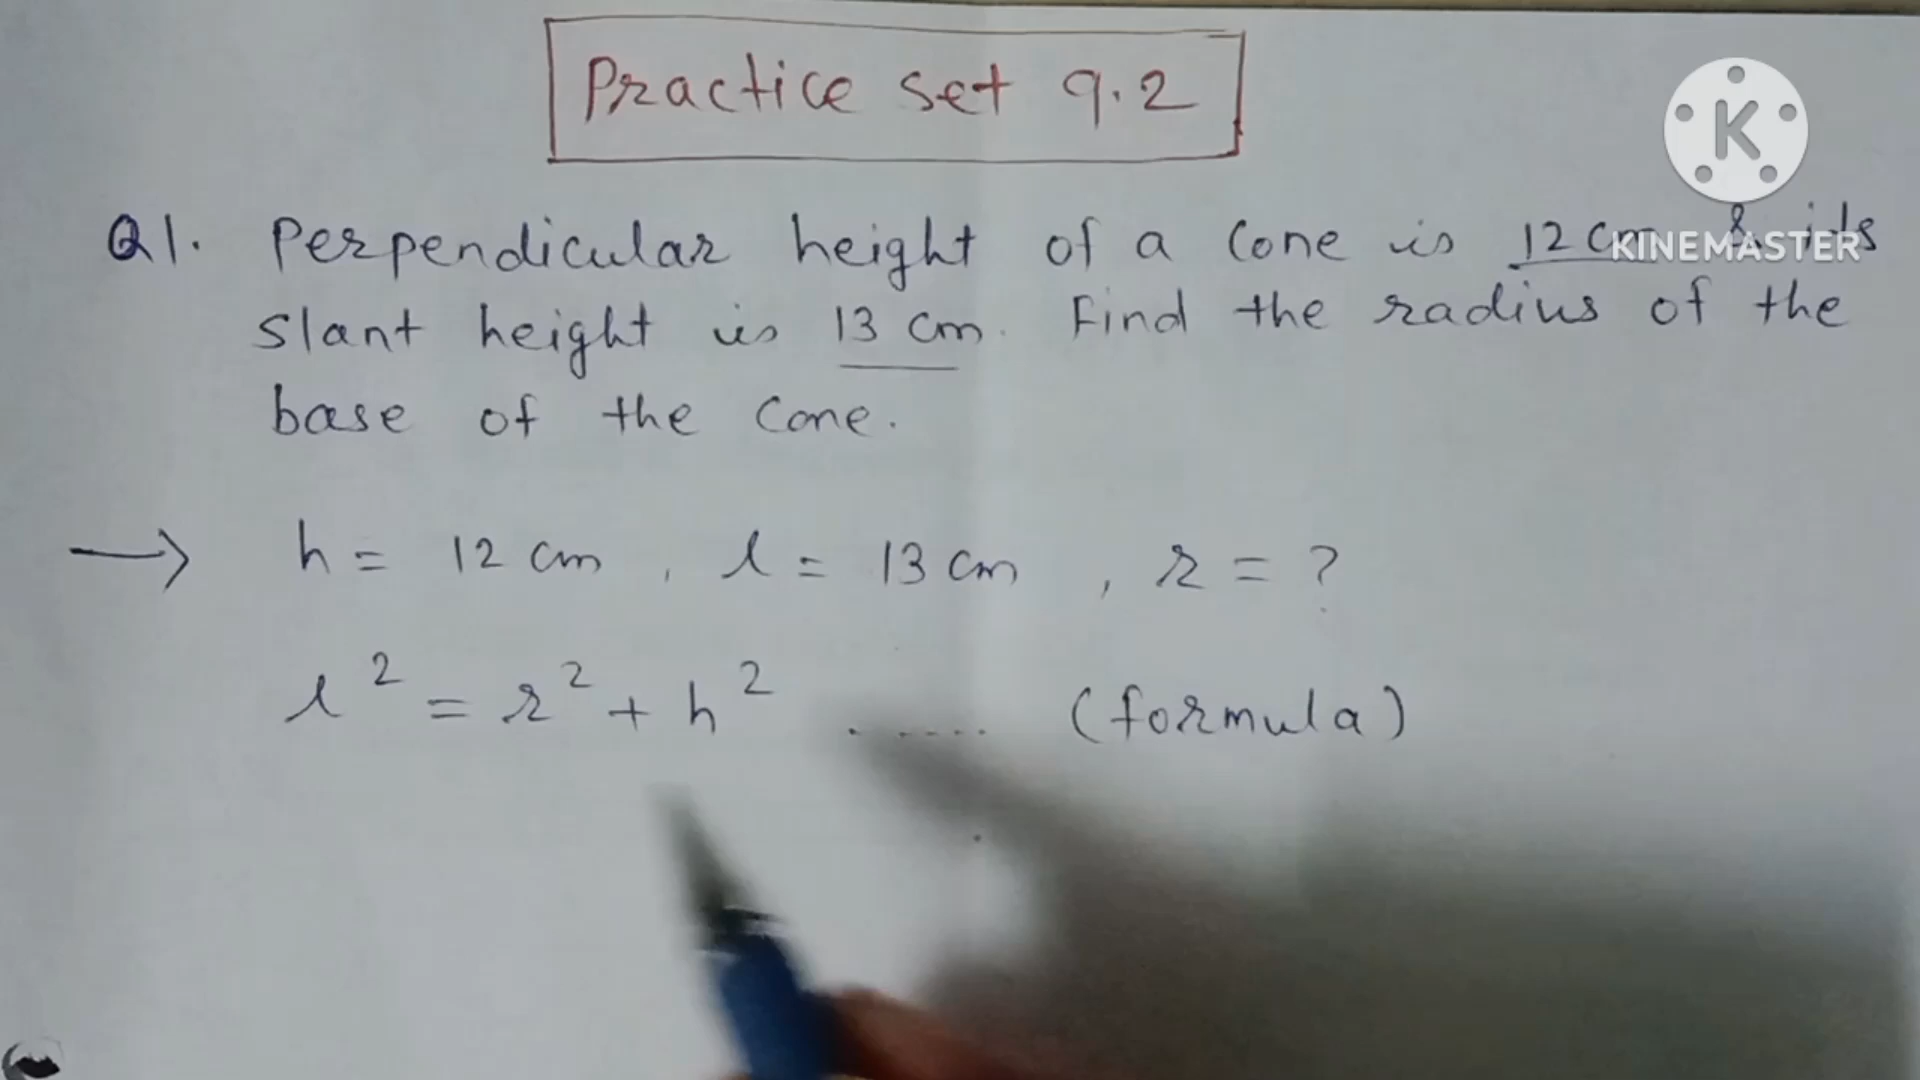 Practice set 9.2
K
KINEMASTER
Q1. Perpendicular height of a cone is 12 cm & its
slant height is 13 cm. Find the radius of the
base of the cone.
→ h = 12 cm , l = 13 cm , r = ?
l² = r² + h² ...... (formula)